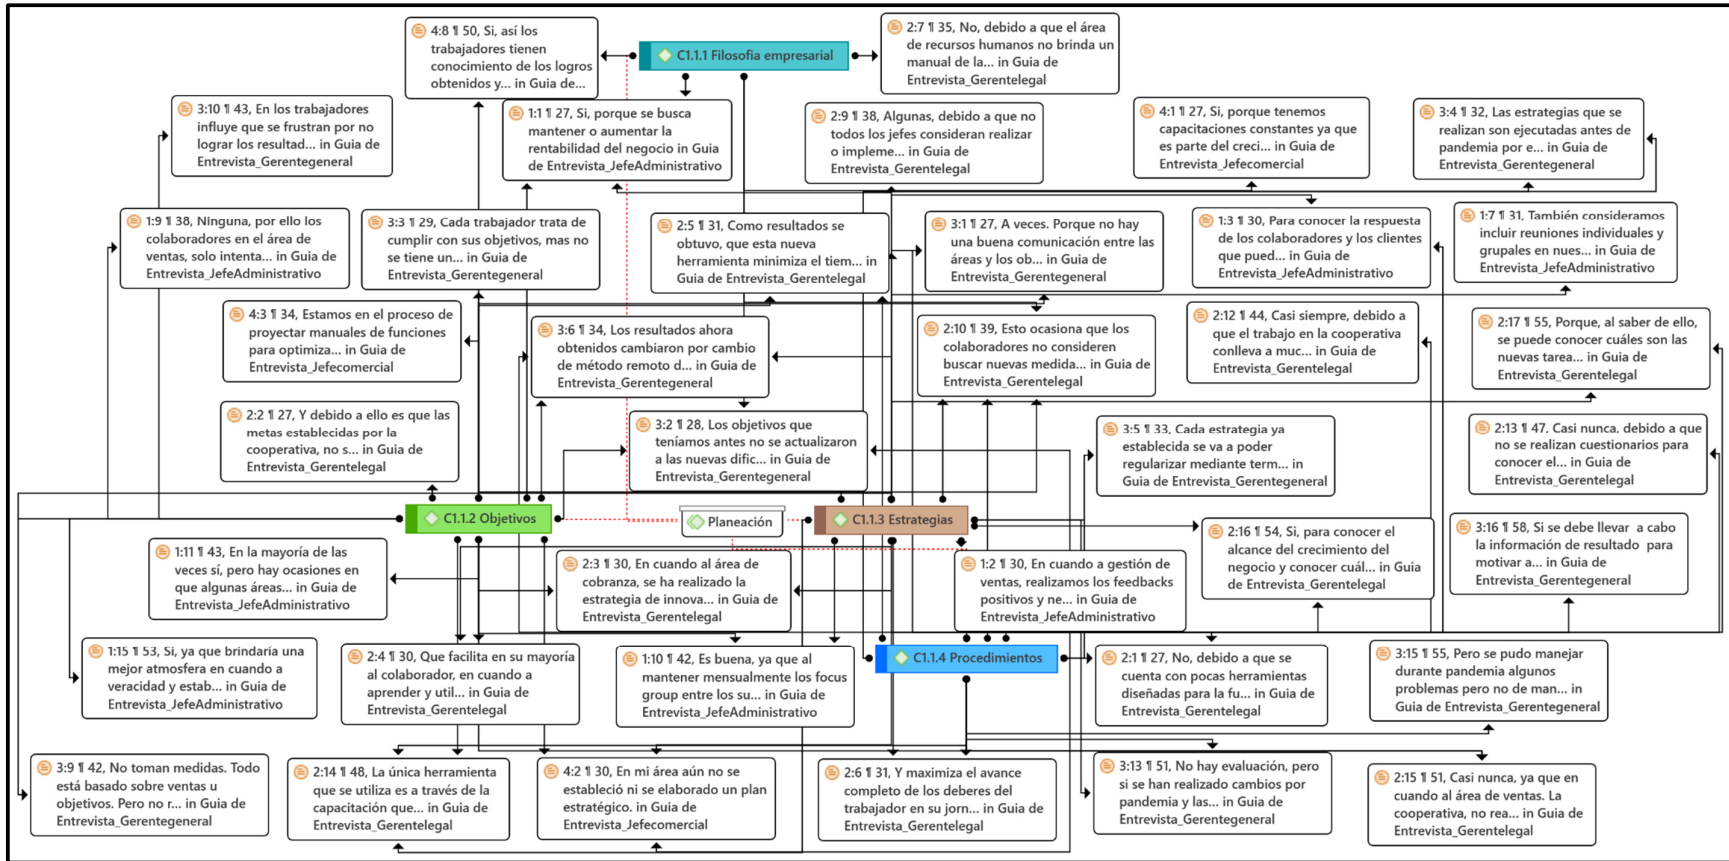 4:8 ¶ 50, Si, así los
trabajadores tienen
conocimiento de los logros
obtenidos y... in Guia de...
C1.1.1 Filosofia empresarial
2:7 ¶ 35, No, debido a que el área
de recursos humanos no brinda un
manual de la... in Guia de
Entrevista_Gerentelegal
3:10 ¶ 43, En los trabajadores
influye que se frustran por no
lograr los resultad... in Guia de
Entrevista_Gerentegeneral
1:1 ¶ 27, Si, porque se busca
mantener o aumentar la
rentabilidad del negocio in Guia
de Entrevista_JefeAdministrativo
2:9 ¶ 38, Algunas, debido a que no
todos los jefes consideran realizar
o impleme... in Guia de
Entrevista_Gerentelegal
4:1 ¶ 27, Si, porque tenemos
capacitaciones constantes ya que
es parte del creci... in Guia de
Entrevista_Jefecomercial
3:4 ¶ 32, Las estrategias que se
realizan son ejecutadas antes de
pandemia por e... in Guia de
Entrevista_Gerentegeneral
1:9 ¶ 38, Ninguna, por ello los
colaboradores en el área de
ventas, solo intenta... in Guia de
Entrevista_JefeAdministrativo
3:3 ¶ 29, Cada trabajador trata de
cumplir con sus objetivos, mas no
se tiene un... in Guia de
Entrevista_Gerentegeneral
2:5 ¶ 31, Como resultados se
obtuvo, que esta nueva
herramienta minimiza el tiem... in
Guia de Entrevista_Gerentelegal
3:1 ¶ 27, A veces. Porque no hay
una buena comunicación entre las
áreas y los ob... in Guia de
Entrevista_Gerentegeneral
1:3 ¶ 30, Para conocer la respuesta
de los colaboradores y los clientes
que pued... in Guia de
Entrevista_JefeAdministrativo
1:7 ¶ 31, También consideramos
incluir reuniones individuales y
grupales en nues... in Guia de
Entrevista_JefeAdministrativo
4:3 ¶ 34, Estamos en el proceso de
proyectar manuales de funciones
para optimiza... in Guia de
Entrevista_Jefecomercial
3:6 ¶ 34, Los resultados ahora
obtenidos cambiaron por cambio
de método remoto d... in Guia de
Entrevista_Gerentegeneral
2:10 ¶ 39, Esto ocasiona que los
colaboradores no consideren
buscar nuevas medida... in Guia
de Entrevista_Gerentelegal
2:12 ¶ 44, Casi siempre, debido a
que el trabajo en la cooperativa
conlleva a muc... in Guia de
Entrevista_Gerentelegal
2:17 ¶ 55, Porque, al saber de ello,
se puede conocer cuáles son las
nuevas tarea... in Guia de
Entrevista_Gerentelegal
2:2 ¶ 27, Y debido a ello es que las
metas establecidas por la
cooperativa, no s... in Guia de
Entrevista_Gerentelegal
3:2 ¶ 28, Los objetivos que
teníamos antes no se actualizaron
a las nuevas dific... in Guia de
Entrevista_Gerentegeneral
3:5 ¶ 33, Cada estrategia ya
establecida se va a poder
regularizar mediante term... in
Guia de Entrevista_Gerentegeneral
2:13 ¶ 47. Casi nunca, debido a que
no se realizan cuestionarios para
conocer el... in Guia de
Entrevista_Gerentelegal
C1.1.2 Objetivos
Planeación
C1.1.3 Estrategias
2:16 ¶ 54, Si, para conocer el
alcance del crecimiento del
negocio y conocer cuál... in Guia
de Entrevista_Gerentelegal
3:16 ¶ 58, Si se debe llevar a cabo
la información de resultado para
motivar a... in Guia de
Entrevista_Gerentegeneral
1:11 ¶ 43, En la mayoría de las
veces sí, pero hay ocasiones en
que algunas áreas... in Guia de
Entrevista_JefeAdministrativo
2:3 ¶ 30, En cuando al área de
cobranza, se ha realizado la
estrategia de innova... in Guia de
Entrevista_Gerentelegal
1:2 ¶ 30, En cuando a gestión de
ventas, realizamos los feedbacks
positivos y ne... in Guia de
Entrevista_JefeAdministrativo
1:15 ¶ 53, Si, ya que brindaría una
mejor atmosfera en cuando a
veracidad y estab... in Guia de
Entrevista_JefeAdministrativo
2:4 ¶ 30, Que facilita en su mayoría
al colaborador, en cuando a
aprender y util... in Guia de
Entrevista_Gerentelegal
1:10 ¶ 42, Es buena, ya que al
mantener mensualmente los focus
group entre los su... in Guia de
Entrevista_JefeAdministrativo
C1.1.4 Procedimientos
2:1 ¶ 27, No, debido a que se
cuenta con pocas herramientas
diseñadas para la fu... in Guia
de Entrevista_Gerentelegal
3:15 ¶ 55, Pero se pudo manejar
durante pandemia algunos
problemas pero no de man... in
Guia de Entrevista_Gerentegeneral
3:9 ¶ 42, No toman medidas. Todo
está basado sobre ventas u
objetivos. Pero no r... in Guia de
Entrevista_Gerentegeneral
2:14 ¶ 48, La única herramienta
que se utiliza es a través de la
capacitación que... in Guia de
Entrevista_Gerentelegal
4:2 ¶ 30, En mi área aún no se
estableció ni se elaborado un plan
estratégico. in Guia de
Entrevista_Jefecomercial
2:6 ¶ 31, Y maximiza el avance
completo de los deberes
del trabajador en su jorn... in
Guia de Entrevista_Gerentelegal
3:13 ¶ 51, No hay evaluación, pero
si se han realizado cambios por
pandemia y las... in Guia de
Entrevista_Gerentegeneral
2:15 ¶ 51, Casi nunca, ya que en
cuando al área de ventas. La
cooperativa, no rea... in Guia de
Entrevista_Gerentelegal